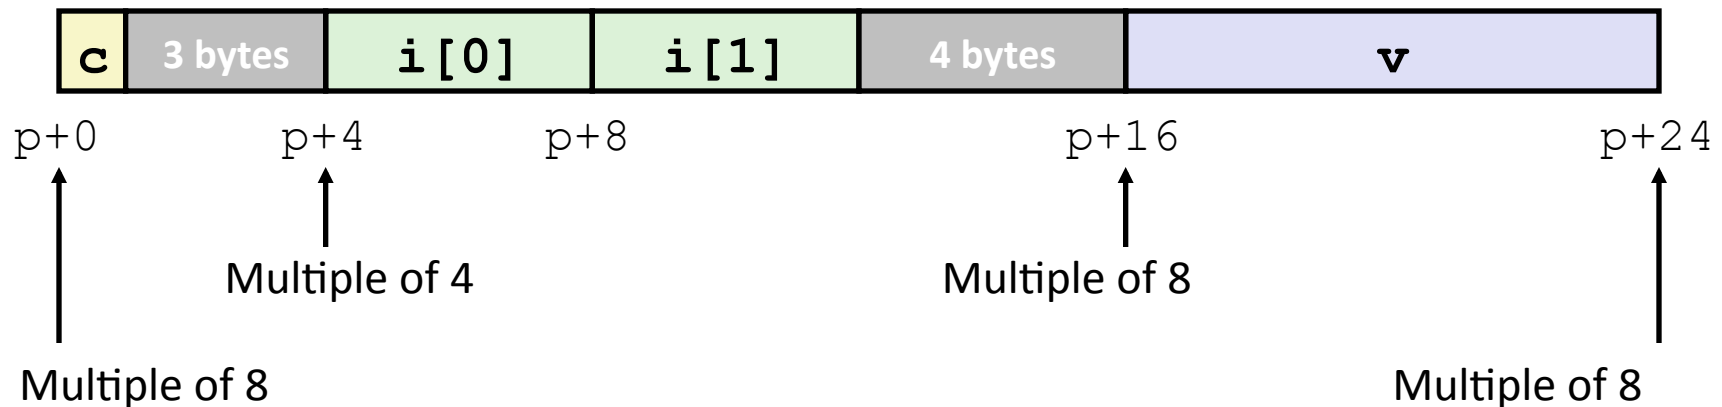 c 3 bytes i[0] i[1] 4 bytes v
p+0 p+4 p+8 p+16 p+24
Multiple of 4 Multiple of 8
Multiple of 8 Multiple of 8